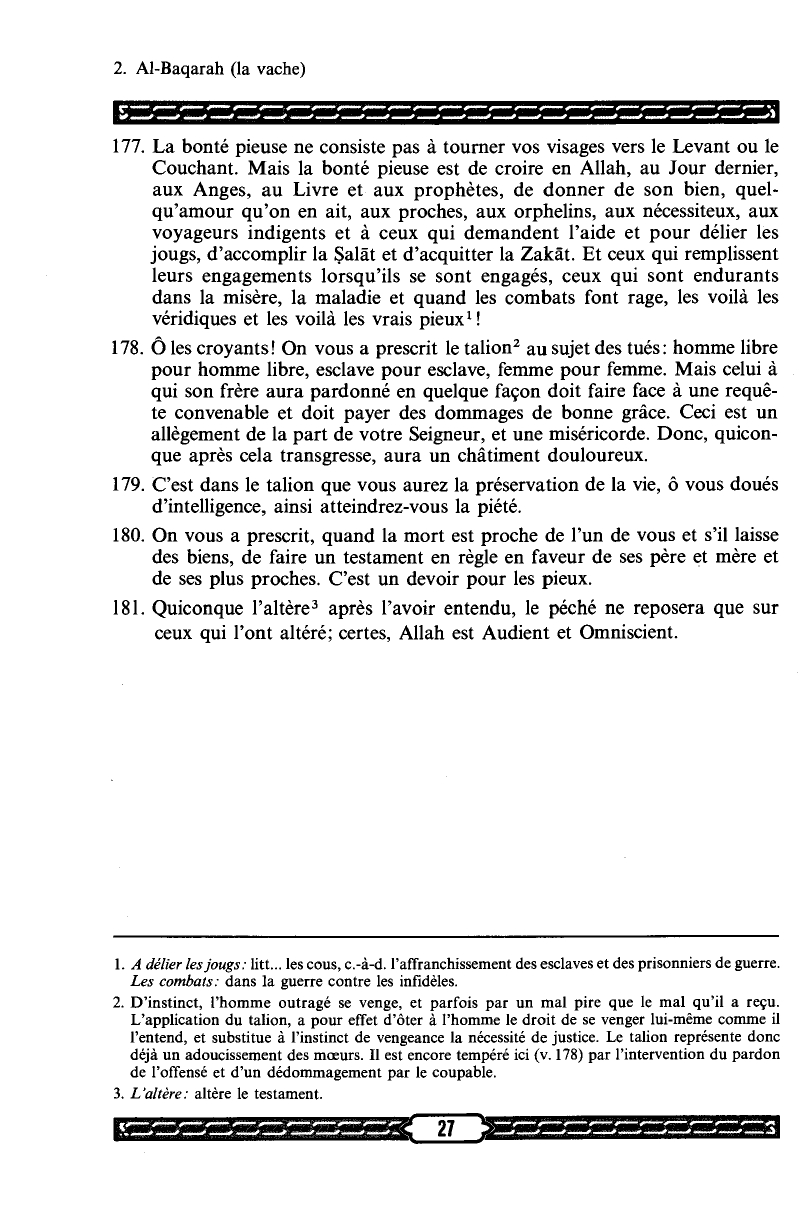 2. Al-Baqarah (la vache)
177. La bonté pieuse ne consiste pas à tourner vos visages vers le Levant ou le
Couchant. Mais la bonté pieuse est de croire en Allah, au Jour dernier,
aux Anges, au Livre et aux prophètes, de donner de son bien, quel-
qu'amour qu'on en ait, aux proches, aux orphelins, aux nécessiteux, aux
voyageurs indigents et à ceux qui demandent l'aide et pour délier les
jougs, d'accomplir la Ṣalāt et d'acquitter la Zakāt. Et ceux qui remplissent
leurs engagements lorsqu'ils se sont engagés, ceux qui sont endurants
dans la misère, la maladie et quand les combats font rage, les voilà les
véridiques et les voilà les vrais pieux¹ !
178. Ô les croyants! On vous a prescrit le talion² au sujet des tués: homme libre
pour homme libre, esclave pour esclave, femme pour femme. Mais celui à
qui son frère aura pardonné en quelque façon doit faire face à une requê-
te convenable et doit payer des dommages de bonne grâce. Ceci est un
allègement de la part de votre Seigneur, et une miséricorde. Donc, quicon-
que après cela transgresse, aura un châtiment douloureux.
179. C'est dans le talion que vous aurez la préservation de la vie, ô vous doués
d'intelligence, ainsi atteindrez-vous la piété.
180. On vous a prescrit, quand la mort est proche de l'un de vous et s'il laisse
des biens, de faire un testament en règle en faveur de ses père et mère et
de ses plus proches. C'est un devoir pour les pieux.
181. Quiconque l'altère³ après l'avoir entendu, le péché ne reposera que sur
ceux qui l'ont altéré; certes, Allah est Audient et Omniscient.
1. A délier les jougs: litt... les cous, c.-à-d. l'affranchissement des esclaves et des prisonniers de guerre.
Les combats: dans la guerre contre les infidèles.
2. D'instinct, l'homme outragé se venge, et parfois par un mal pire que le mal qu'il a reçu.
L'application du talion, a pour effet d'ôter à l'homme le droit de se venger lui-même comme il
l'entend, et substitue à l'instinct de vengeance la nécessité de justice. Le talion représente donc
déjà un adoucissement des mœurs. Il est encore tempéré ici (v. 178) par l'intervention du pardon
de l'offensé et d'un dédommagement par le coupable.
3. L'altère: altère le testament.
27